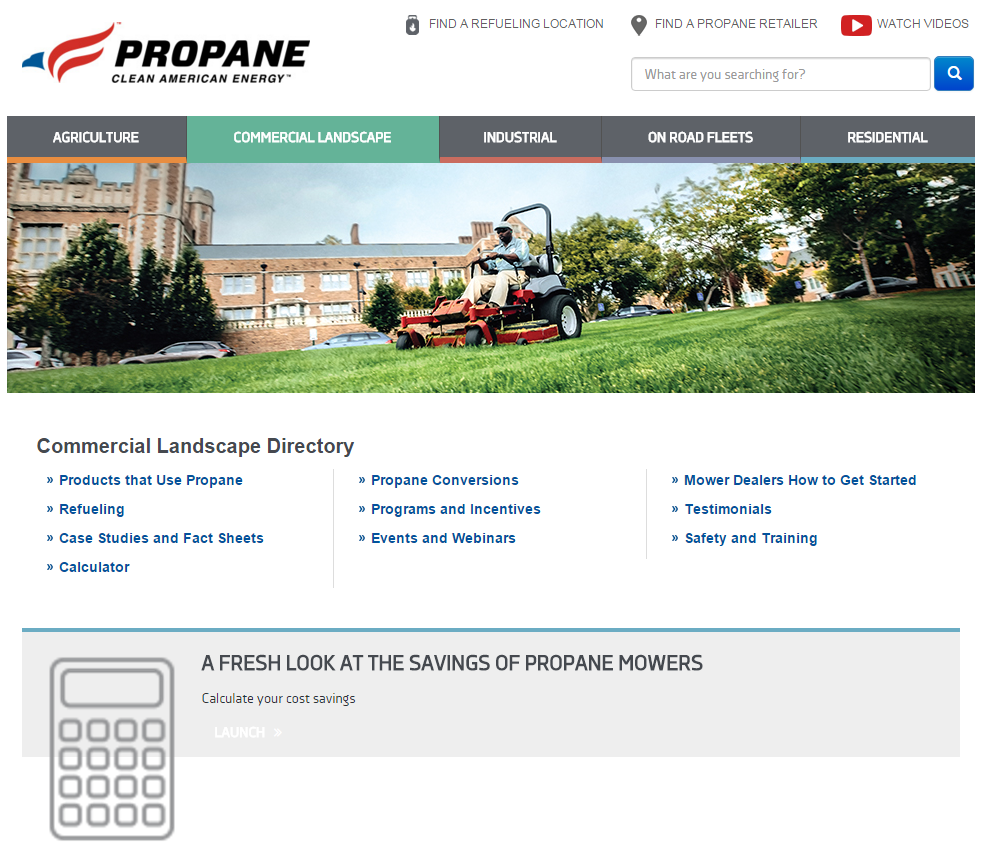 FIND A REFUELING LOCATION
FIND A PROPANE RETAILER
WATCH VIDEOS
PROPANE
CLEAN AMERICAN ENERGY™
What are you searching for?
AGRICULTURE
COMMERCIAL LANDSCAPE
INDUSTRIAL
ON ROAD FLEETS
RESIDENTIAL
Commercial Landscape Directory
» Products that Use Propane
» Refueling
» Case Studies and Fact Sheets
» Calculator
» Propane Conversions
» Programs and Incentives
» Events and Webinars
» Mower Dealers How to Get Started
» Testimonials
» Safety and Training
A FRESH LOOK AT THE SAVINGS OF PROPANE MOWERS
Calculate your cost savings
LAUNCH »